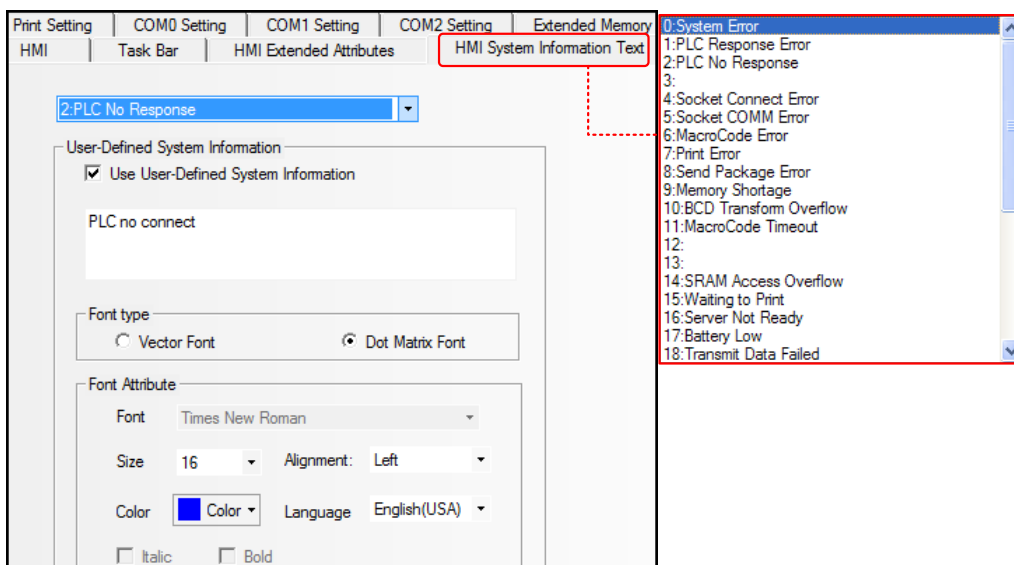 Print Setting COM0 Setting COM1 Setting COM2 Setting Extended Memory
HMI Task Bar HMI Extended Attributes HMI System Information Text
2:PLC No Response
User-Defined System Information
Use User-Defined System Information
PLC no connect
Font type
Vector Font Dot Matrix Font
Font Attribute
Font Times New Roman
Size 16 Alignment: Left
Color Color Language English(USA)
Italic Bold
0:System Error
1:PLC Response Error
2:PLC No Response
3:
4:Socket Connect Error
5:Socket COMM Error
6:MacroCode Error
7:Print Error
8:Send Package Error
9:Memory Shortage
10:BCD Transform Overflow
11:MacroCode Timeout
12:
13:
14:SRAM Access Overflow
15:Waiting to Print
16:Server Not Ready
17:Battery Low
18:Transmit Data Failed